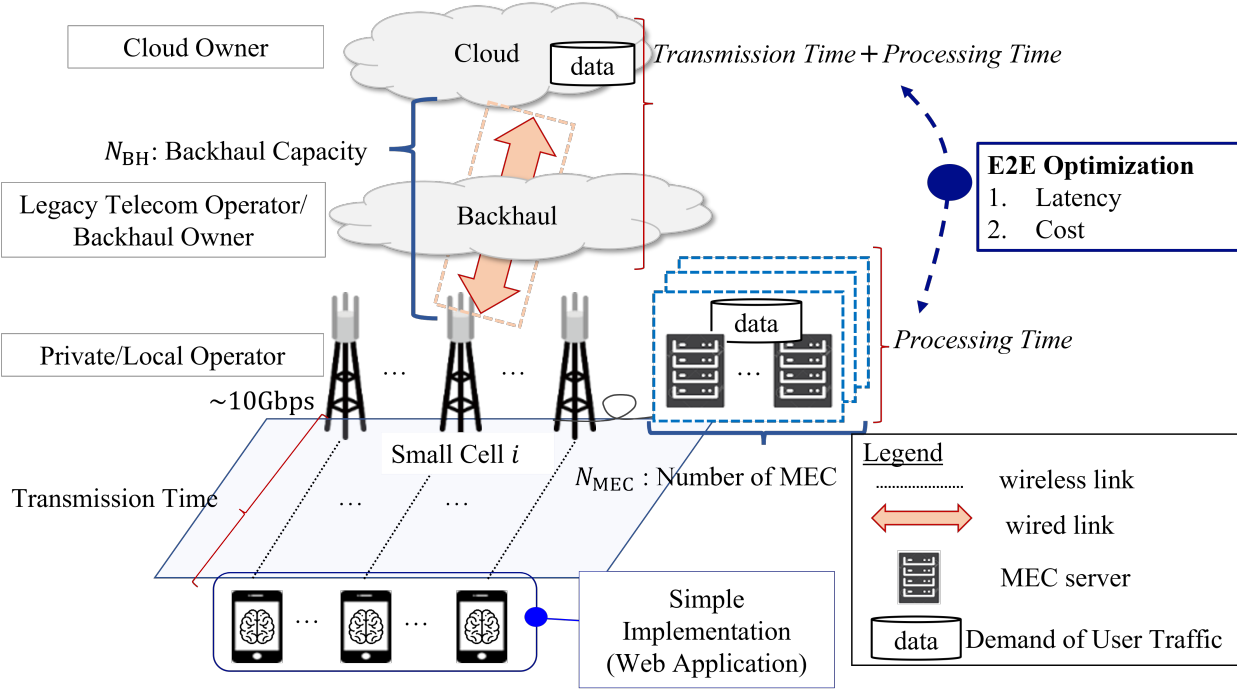 Cloud Owner
Cloud
data
Transmission Time + Processing Time
N_BH: Backhaul Capacity
E2E Optimization
1. Latency
2. Cost
Legacy Telecom Operator/
Backhaul Owner
Backhaul
data
Processing Time
Private/Local Operator
... ...
...
~10Gbps
Small Cell i
N_MEC : Number of MEC
Transmission Time
... ...
Legend
wireless link
wired link
MEC server
data
Demand of User Traffic
... ...
Simple
Implementation
(Web Application)